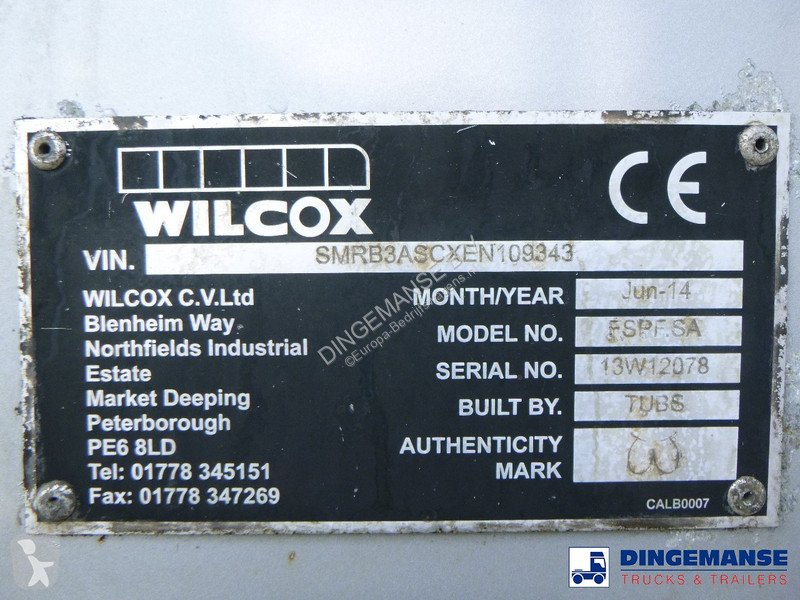 WILCOX
CE
VIN. SMRB3ASCXEN109343
WILCOX C.V.Ltd
Blenheim Way
Northfields Industrial
Estate
Market Deeping
Peterborough
PE6 8LD
Tel: 01778 345151
Fax: 01778 347269
MONTH/YEAR Jun-14
MODEL NO. FSPF.SA
SERIAL NO. 13W12078
BUILT BY. TUBS
AUTHENTICITY
MARK
CALB0007
DINGEMANSE
TRUCKS & TRAILERS